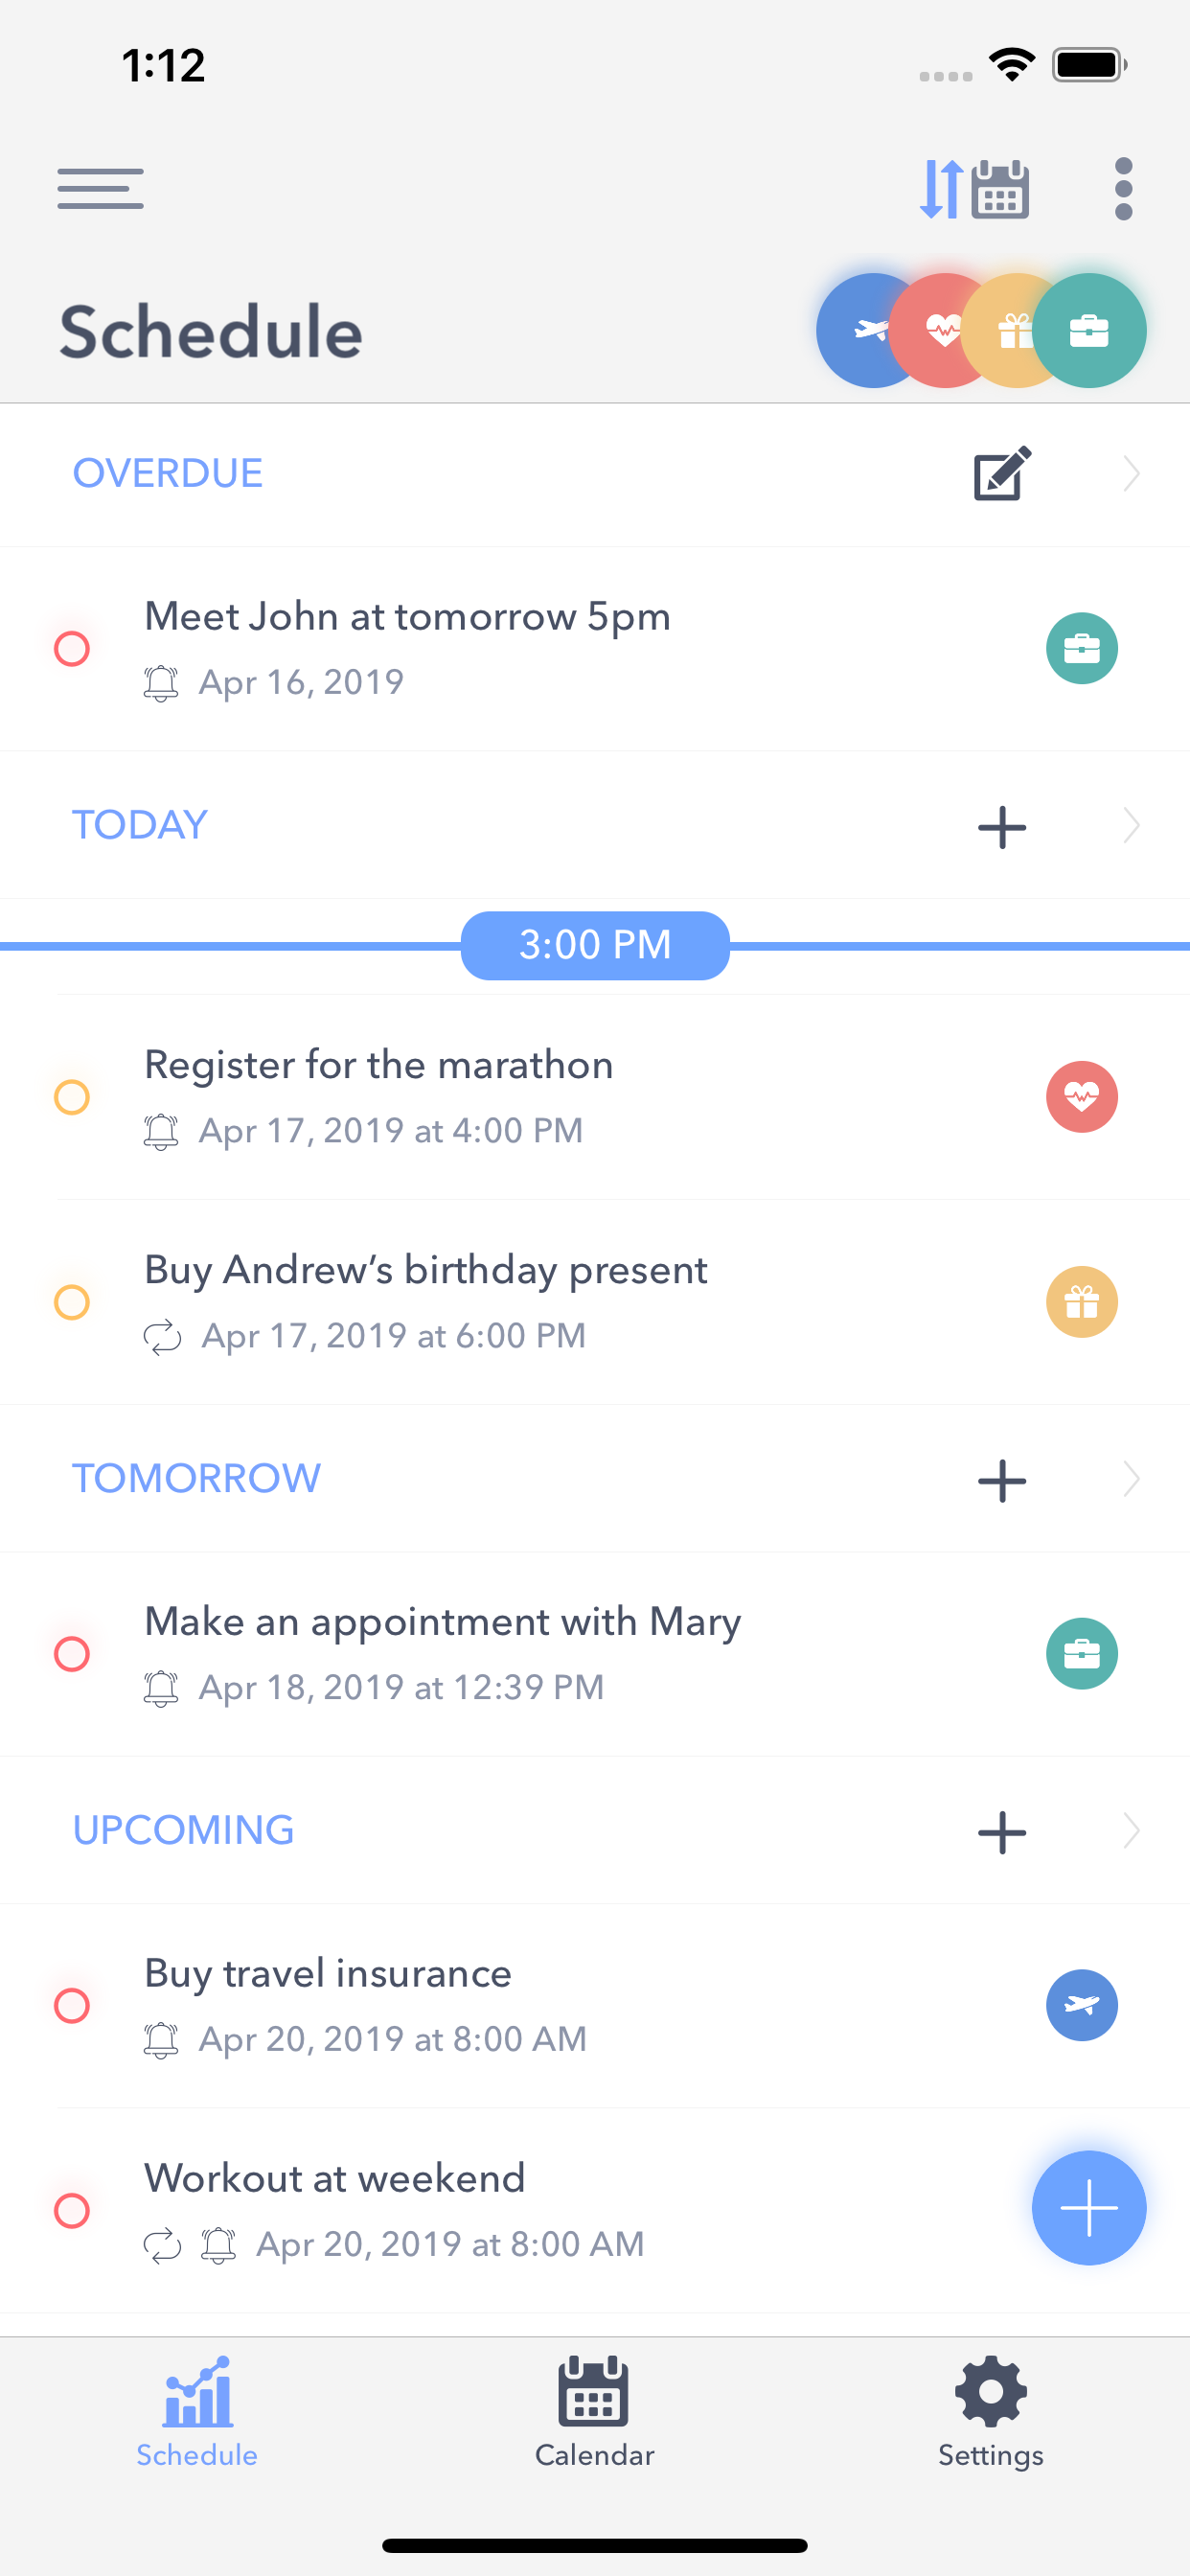 1:12
Schedule
OVERDUE
Meet John at tomorrow 5pm
Apr 16, 2019
TODAY
3:00 PM
Register for the marathon
Apr 17, 2019 at 4:00 PM
Buy Andrew’s birthday present
Apr 17, 2019 at 6:00 PM
TOMORROW
Make an appointment with Mary
Apr 18, 2019 at 12:39 PM
UPCOMING
Buy travel insurance
Apr 20, 2019 at 8:00 AM
Workout at weekend
Apr 20, 2019 at 8:00 AM
Schedule
Calendar
Settings